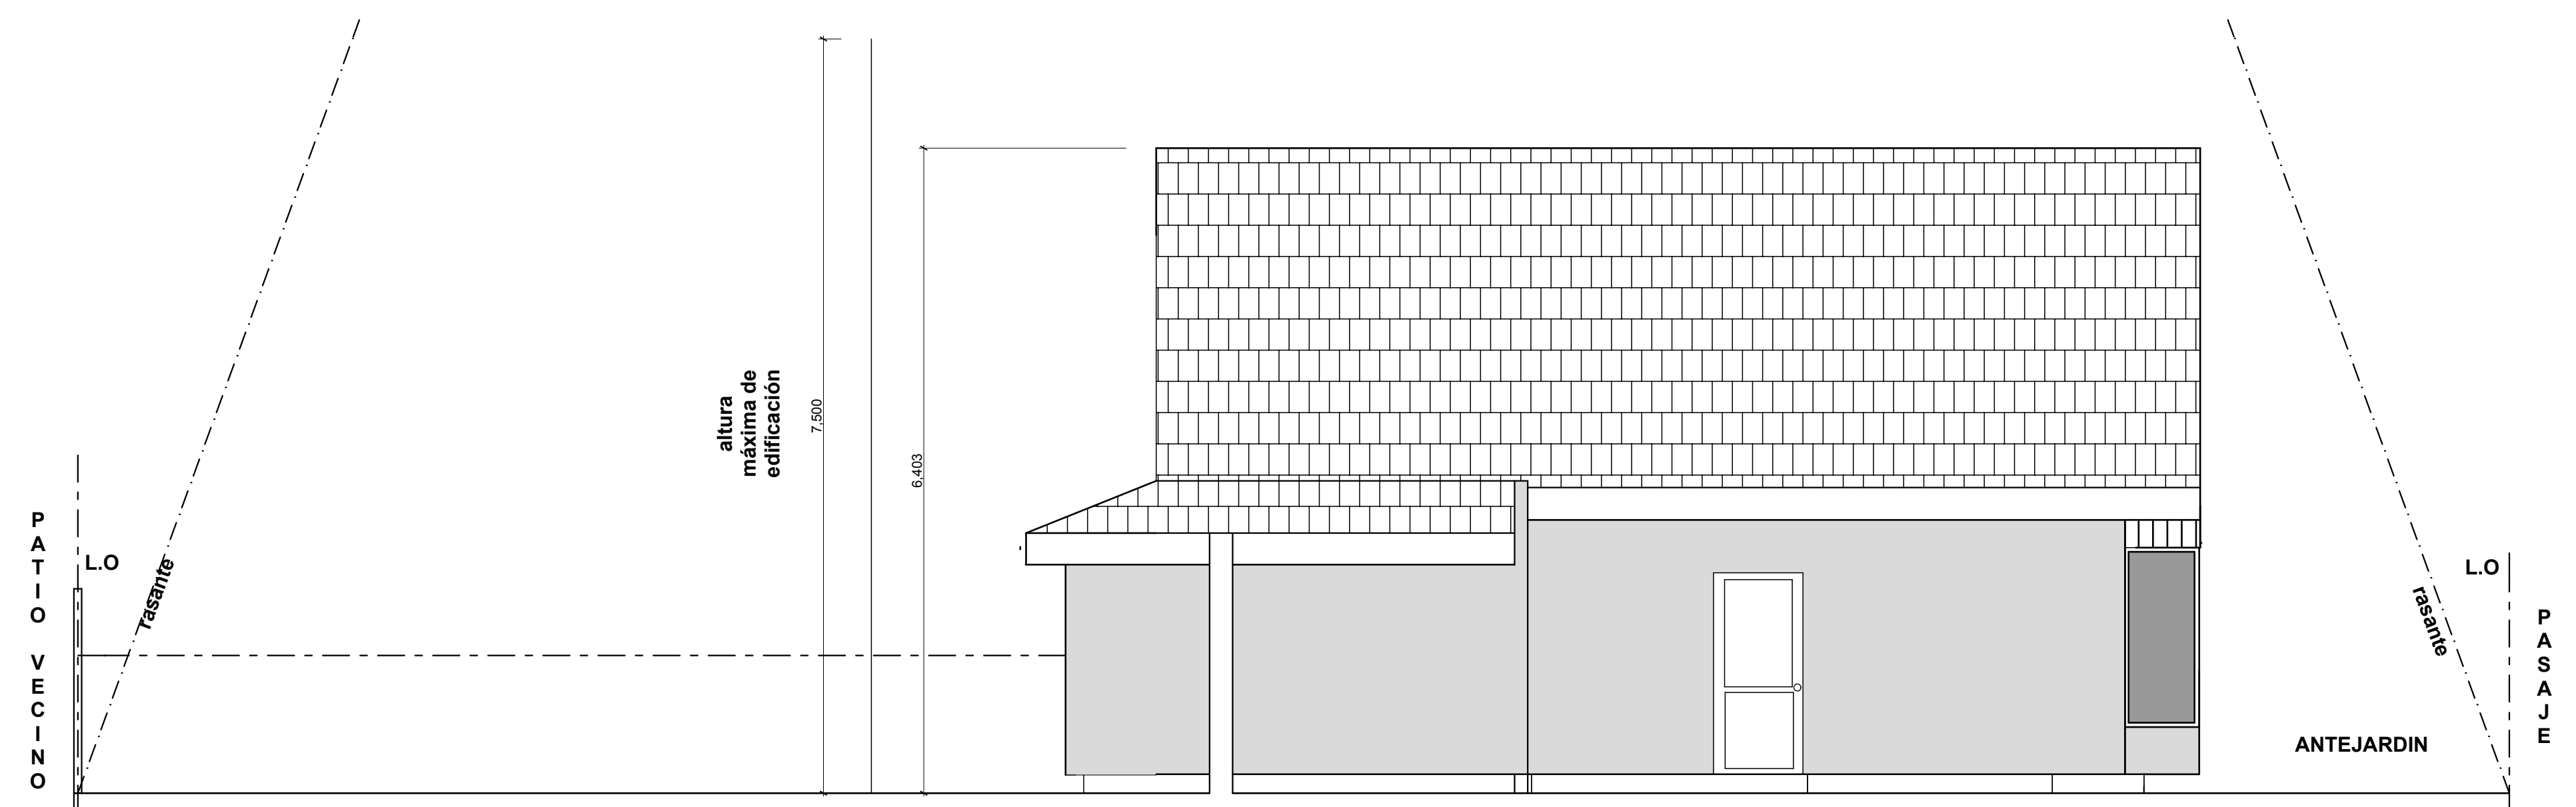 PATIO VECINO
L.O
rasante
altura
máxima de
edificación
7,500
6,403
rasante
L.O
ANTEJARDIN
PASAJE